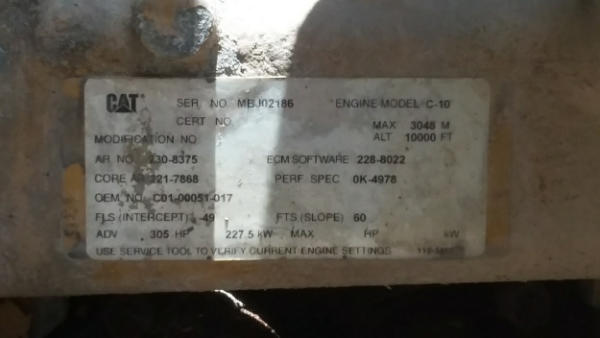 CAT SER. NO. MBJ02186 ENGINE MODEL C-10
CERT NO. MAX 3048 M
MODIFICATION NO ALT 10000 FT
AR NO. 230-8375 ECM SOFTWARE 228-8022
CORE AR 221-7868 PERF. SPEC 0K-4978
OEM. NO. C01-00051-017
FLS (INTERCEPT) -49 FTS (SLOPE) 60
ADV 305 HP 227.5 kW MAX HP kW
USE SERVICE TOOL TO VERIFY CURRENT ENGINE SETTINGS